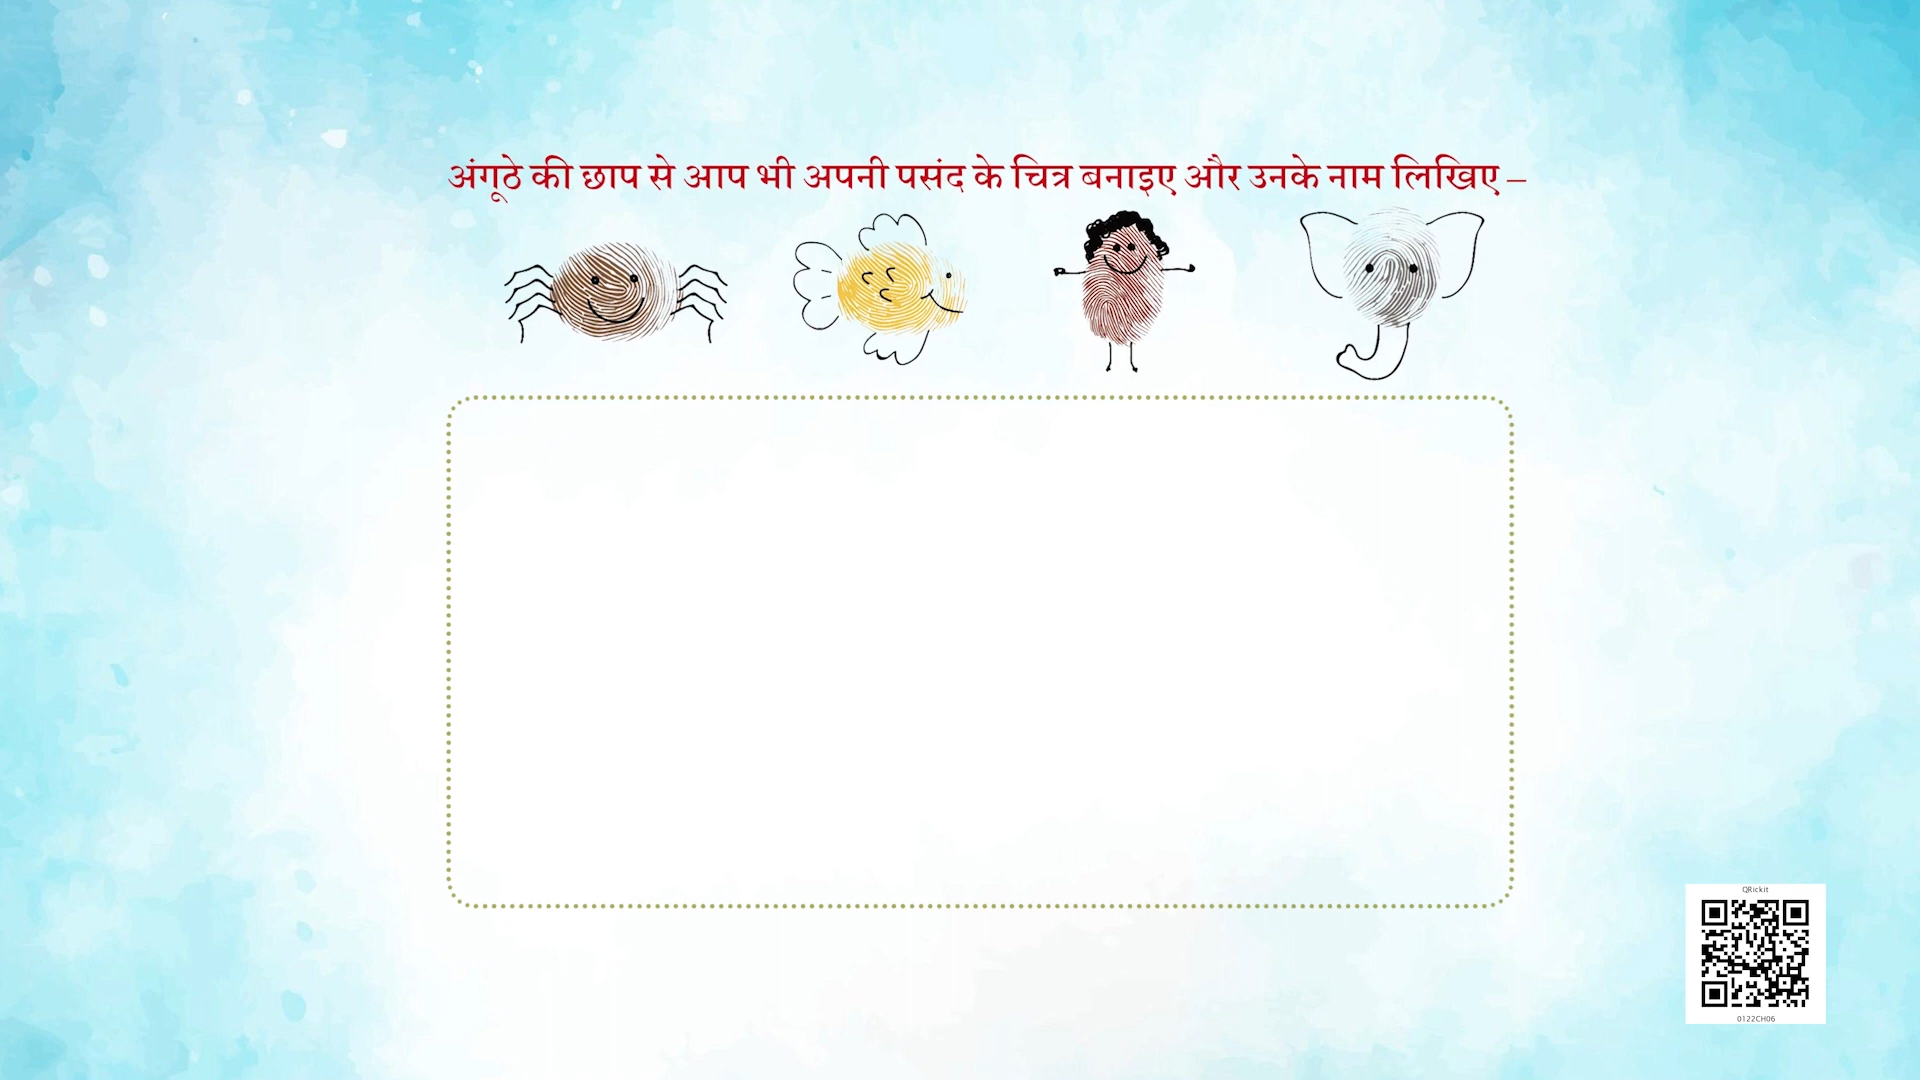 अंगूठे की छाप से आप भी अपनी पसंद के चित्र बनाइए और उनके नाम लिखिए –
QRickit
0122CH06